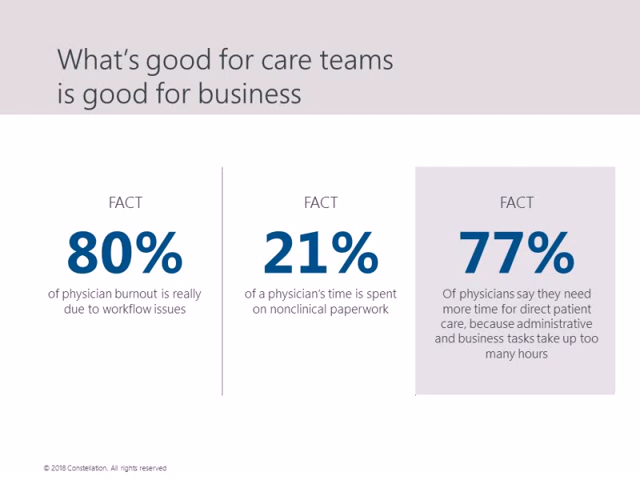 What's good for care teams
is good for business
FACT
80%
of physician burnout is really
due to workflow issues
FACT
21%
of a physician's time is spent
on nonclinical paperwork
FACT
77%
Of physicians say they need
more time for direct patient
care, because administrative
and business tasks take up too
many hours
© 2018 Constellation. All rights reserved